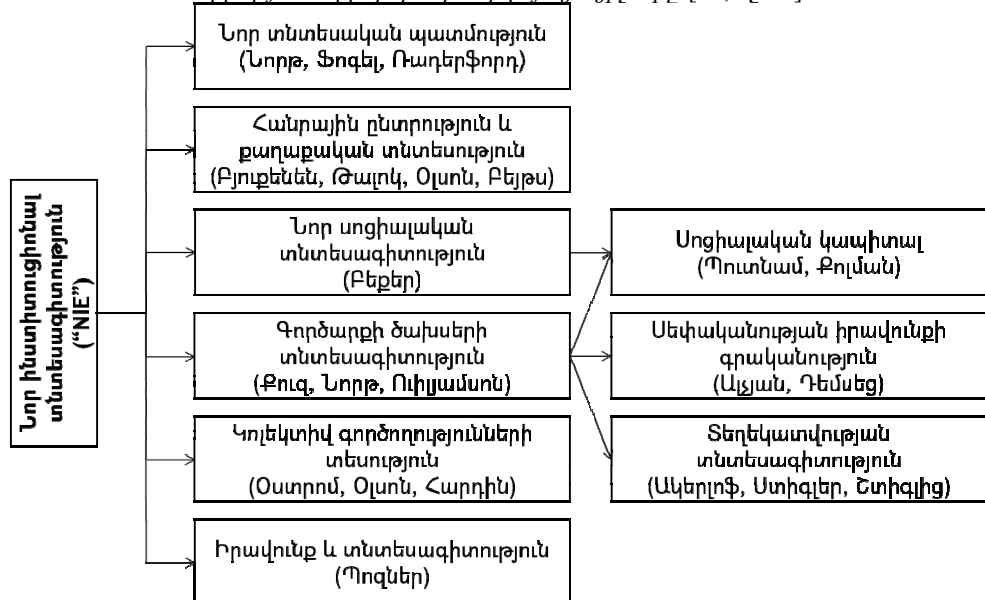 Նոր տնտեսական պատմություն
(Նորթ, Ֆոգել, Ռադերֆորդ)
Հանրային ընտրություն և
քաղաքական տնտեսություն
(Բյուքենեն, Թալոկ, Օլսոն, Բեյթս)
Նոր ինստիտուցիոնալ
տնտեսագիտություն
(“NIE”)
Նոր սոցիալական
տնտեսագիտություն
(Բեքեր)
Սոցիալական կապիտալ
(Պուտնամ, Քոլման)
Գործարքի ծախսերի
տնտեսագիտություն
(Քուզ, Նորթ, Ուիլյամսոն)
Սեփականության իրավունքի
գրականություն
(Ալչյան, Դեմսեց)
Կոլեկտիվ գործողությունների
տեսություն
(Օստրոմ, Օլսոն, Հարդին)
Տեղեկատվության
տնտեսագիտություն
(Ակերլոֆ, Ստիգլեր, Շտիգլից)
Իրավունք և տնտեսագիտություն
(Պոզներ)